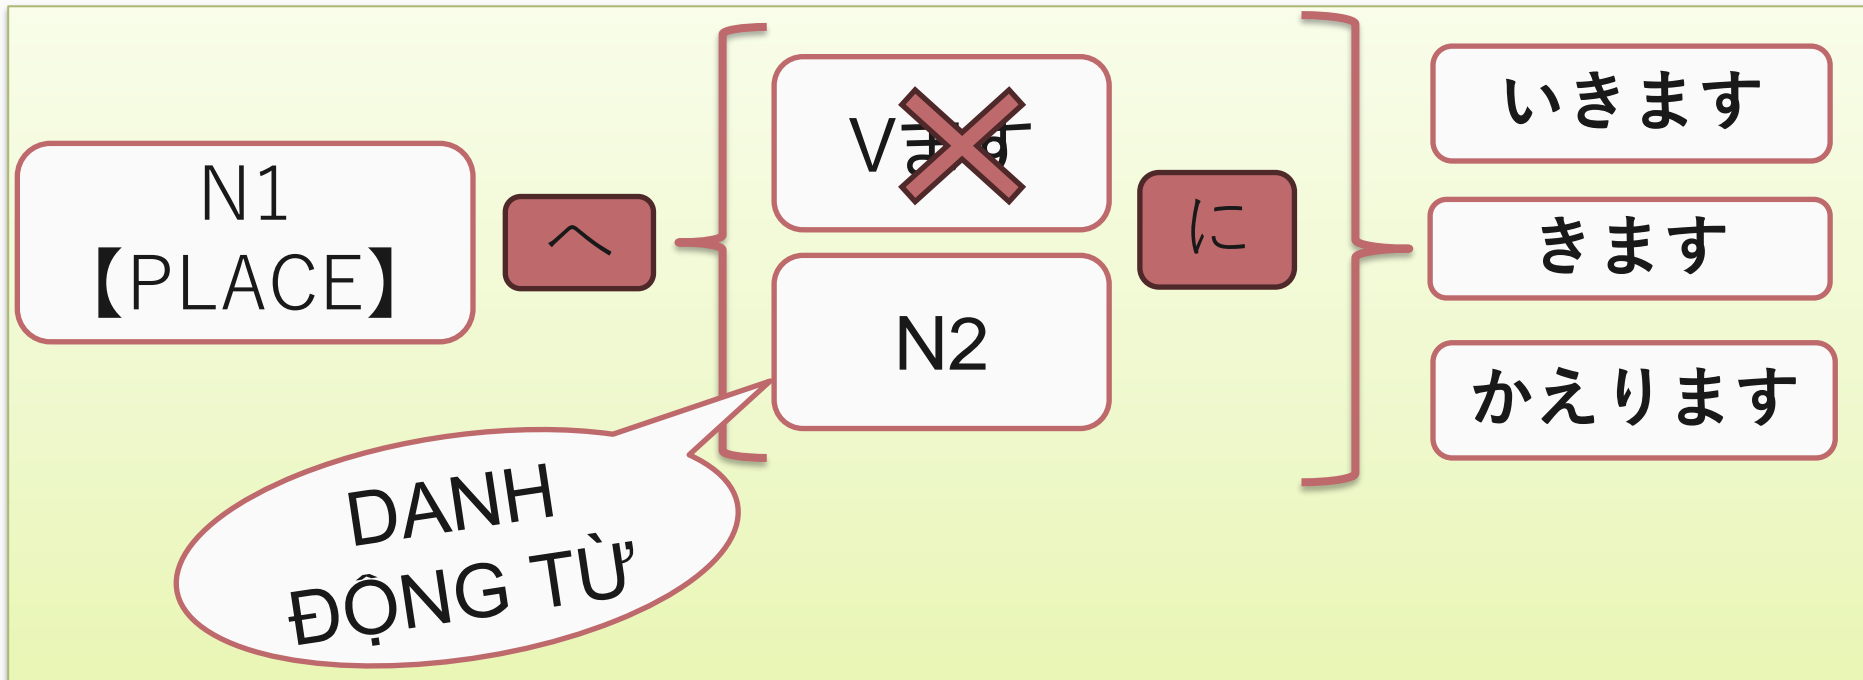 N1
【PLACE】
へ
Vます
N2
に
いきます
きます
かえります
DANH
ĐỘNG TỪ